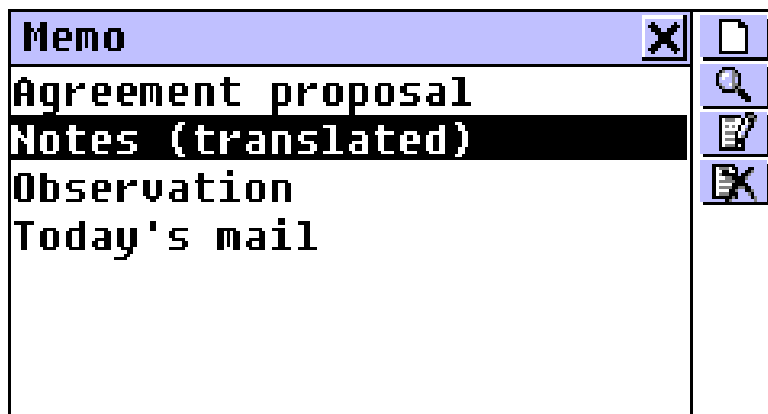 Memo
Agreement proposal
Notes (translated)
Observation
Today's mail